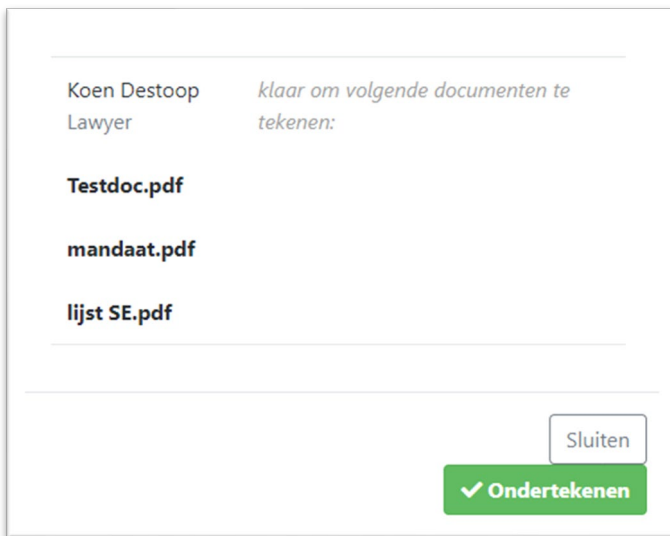 Koen Destoop
klaar om volgende documenten te
Lawyer
tekenen:
Testdoc.pdf
mandaat.pdf
lijst SE.pdf
Sluiten
Ondertekenen